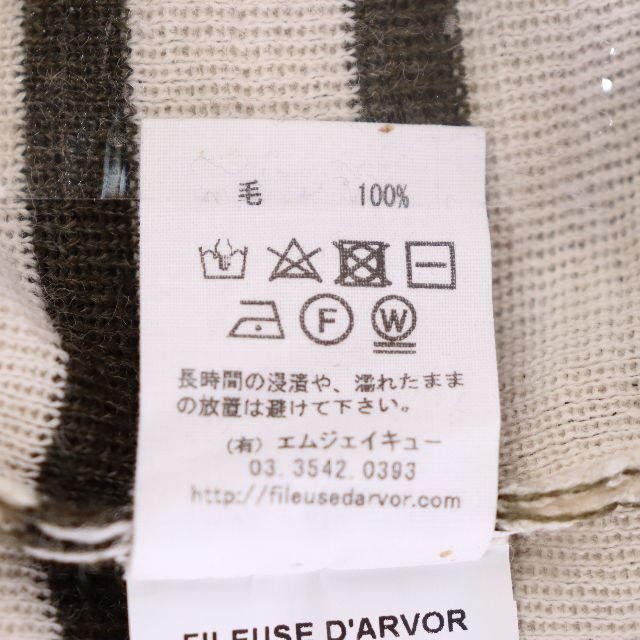 毛 100%
F W
長時間の浸漬や、濡れたまま
の放置は避けて下さい。
(有) エムジェイキュー
03.3542.0393
http://fileusedarvor.com
FILEUSE D'ARVOR